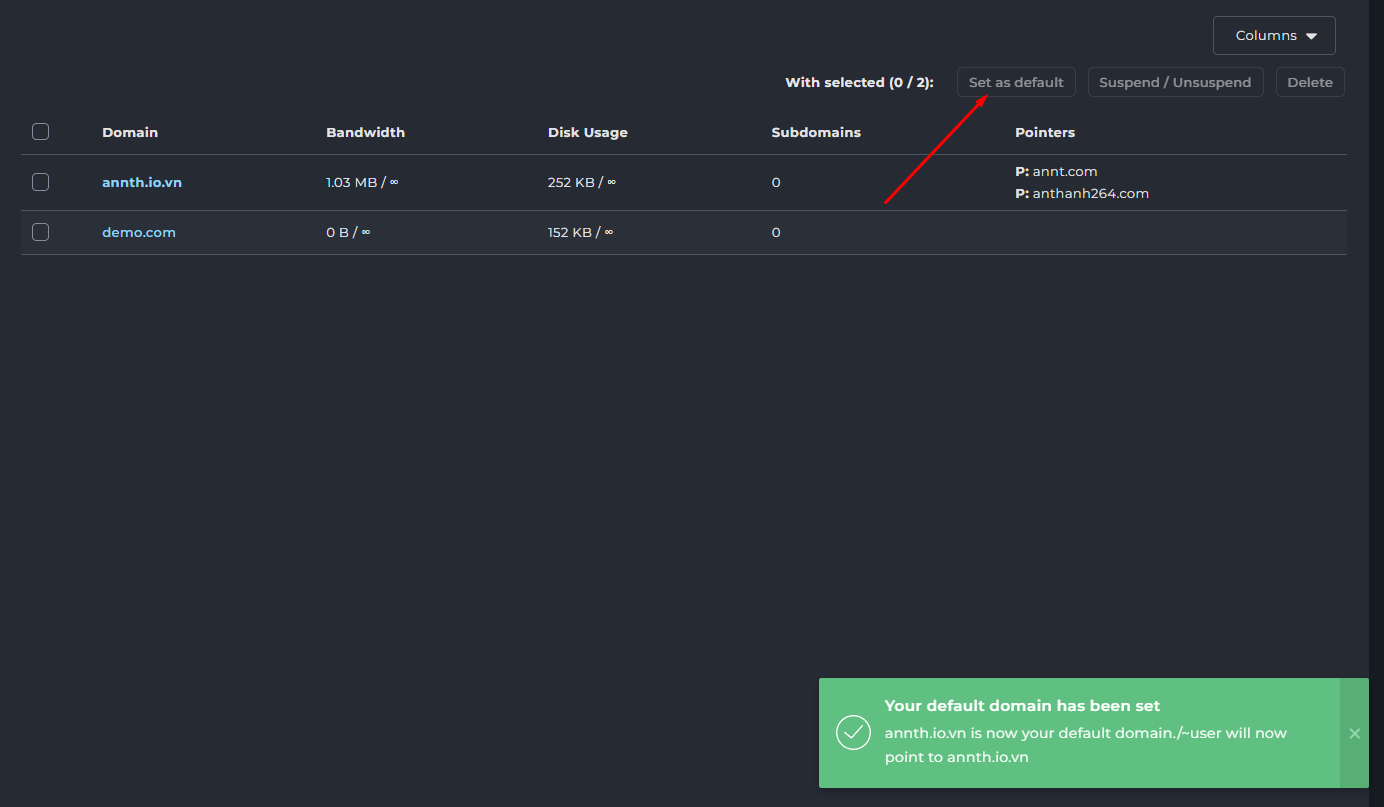 Columns
With selected (0 / 2): Set as default Suspend / Unsuspend Delete
Domain Bandwidth Disk Usage Subdomains Pointers
annth.io.vn 1.03 MB / ∞ 252 KB / ∞ 0 P: annt.com
P: anthanh264.com
demo.com 0 B / ∞ 152 KB / ∞ 0
Your default domain has been set
annth.io.vn is now your default domain./~user will now
point to annth.io.vn